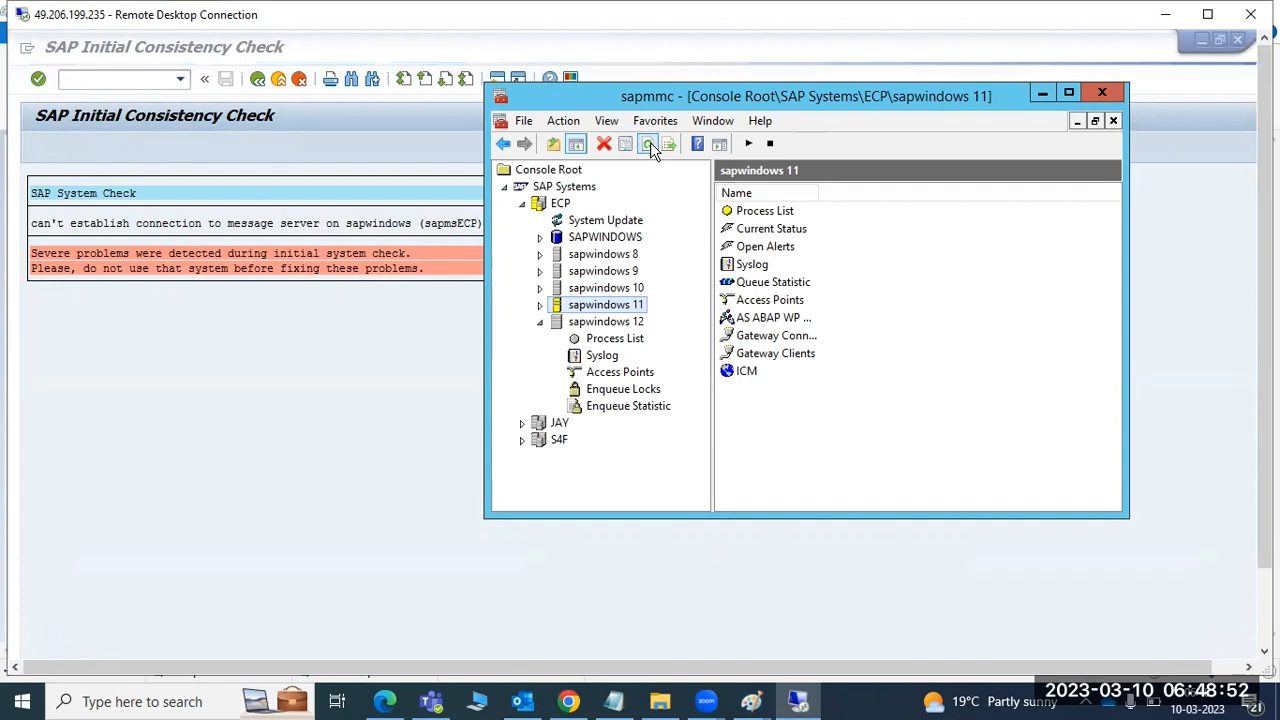 49.206.199.235 - Remote Desktop Connection
SAP Initial Consistency Check
SAP Initial Consistency Check
SAP System Check
can't establish connection to message server on sapwindows (sapmsECP)
Severe problems were detected during initial system check.
Please, do not use that system before fixing these problems.
sapmmc - [Console Root\SAP Systems\ECP\sapwindows 11]
File Action View Favorites Window Help
Console Root
SAP Systems
ECP
System Update
SAPWINDOWS
sapwindows 8
sapwindows 9
sapwindows 10
sapwindows 11
sapwindows 12
Process List
Syslog
Access Points
Enqueue Locks
Enqueue Statistic
JAY
S4F
sapwindows 11
Name
Process List
Current Status
Open Alerts
Syslog
Queue Statistic
Access Points
AS ABAP WP ...
Gateway Conn...
Gateway Clients
ICM
Type here to search
zoom
19°C Partly sunny
2023-03-10 06:48:52
10-03-2023
21